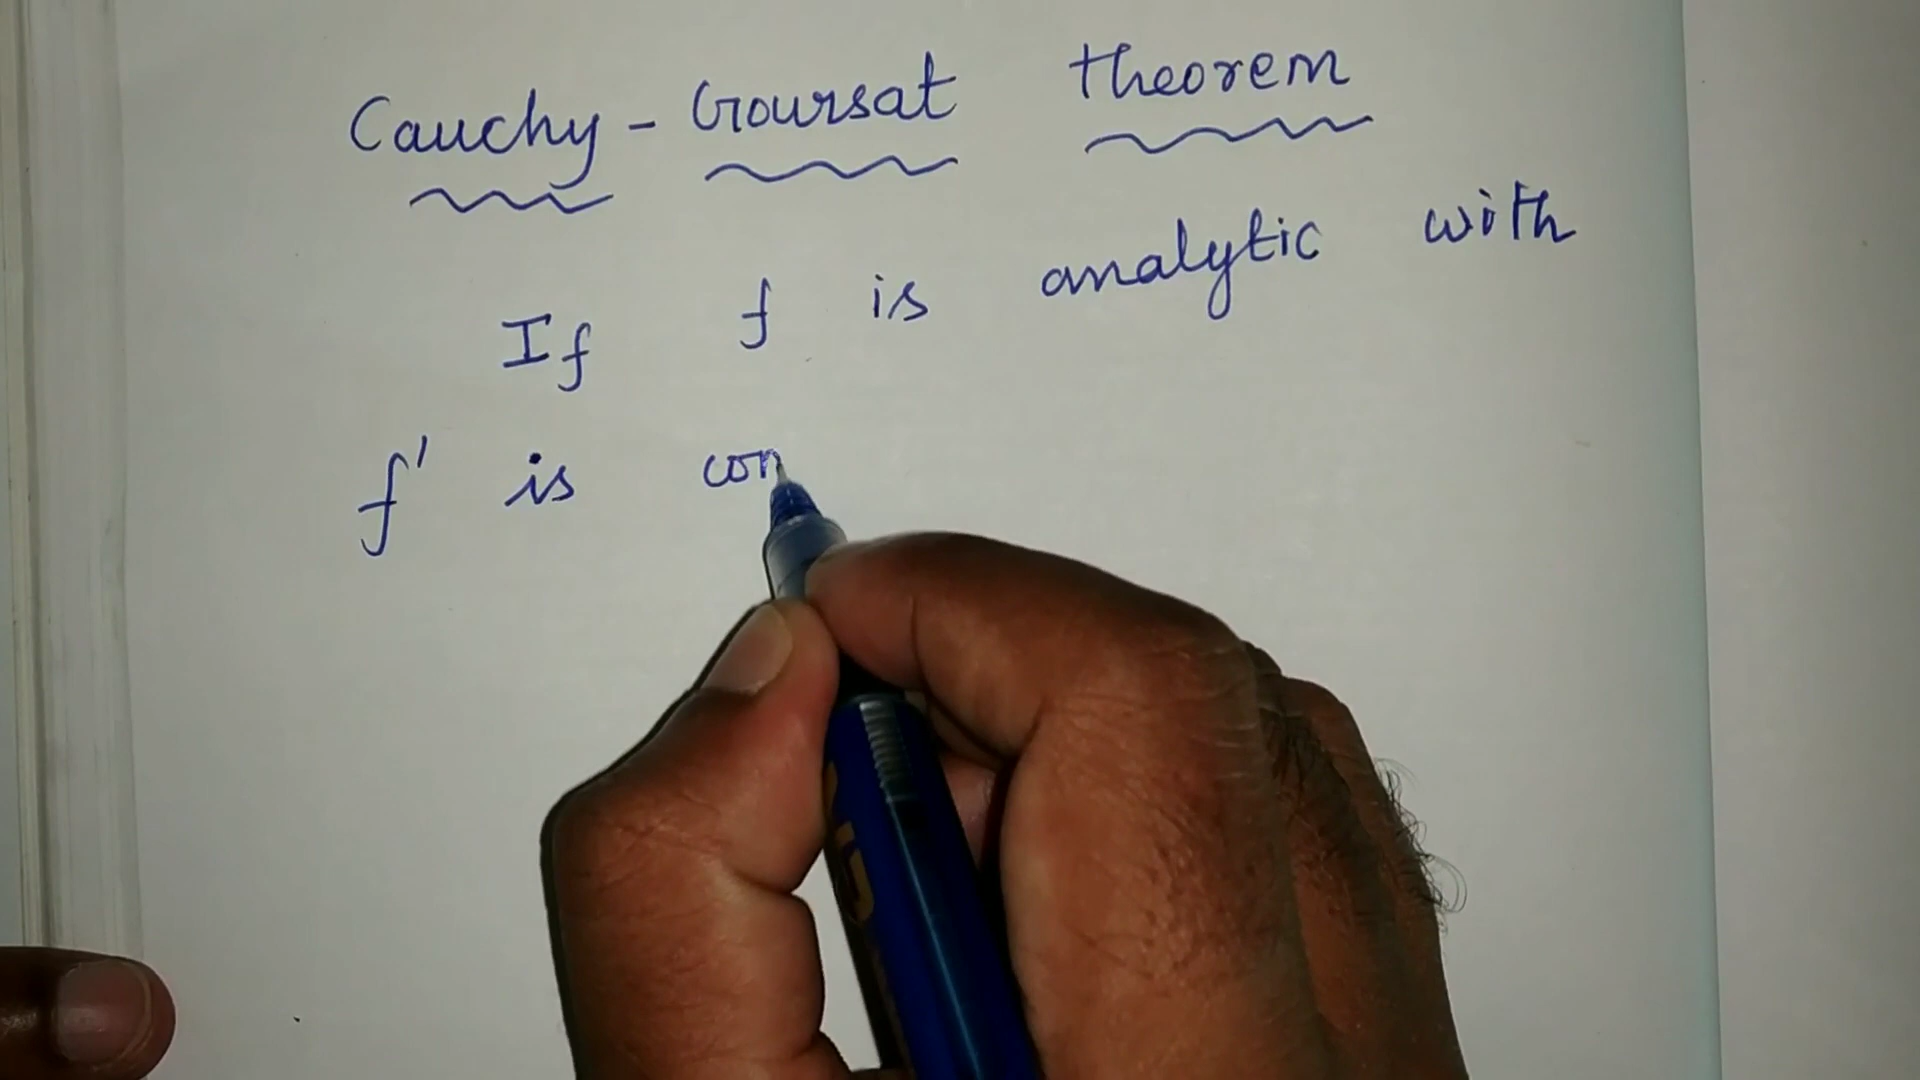 Cauchy - Goursat theorem
If f is analytic with
f' is con